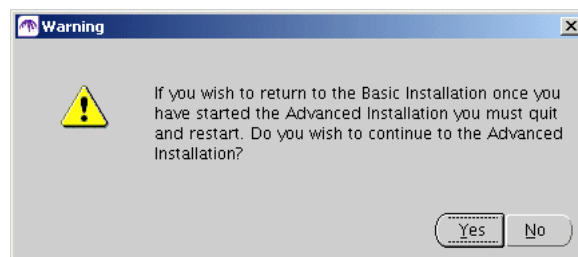 Warning
If you wish to return to the Basic Installation once you
have started the Advanced Installation you must quit
and restart. Do you wish to continue to the Advanced
Installation?
Yes No